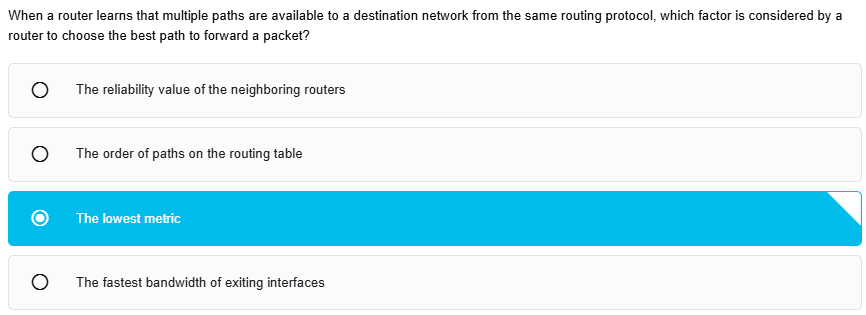 When a router learns that multiple paths are available to a destination network from the same routing protocol, which factor is considered by a
router to choose the best path to forward a packet?
The reliability value of the neighboring routers
The order of paths on the routing table
The lowest metric
The fastest bandwidth of exiting interfaces